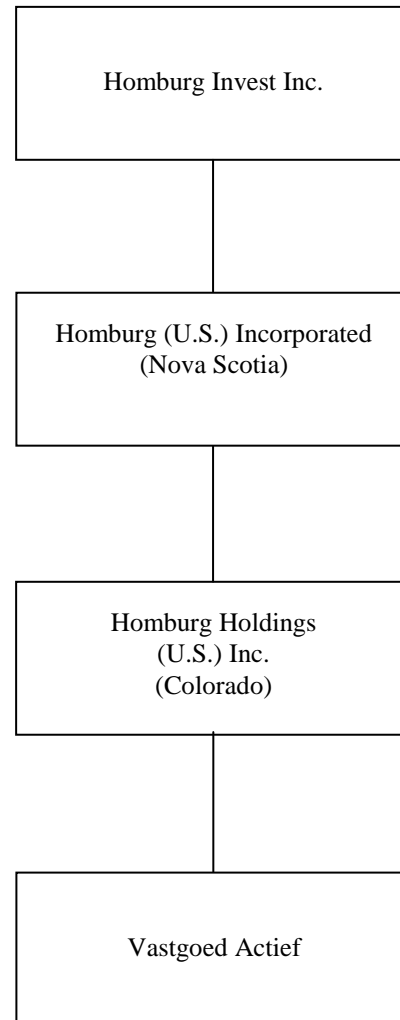 Homburg Invest Inc.
Homburg (U.S.) Incorporated
(Nova Scotia)
Homburg Holdings
(U.S.) Inc.
(Colorado)
Vastgoed Actief